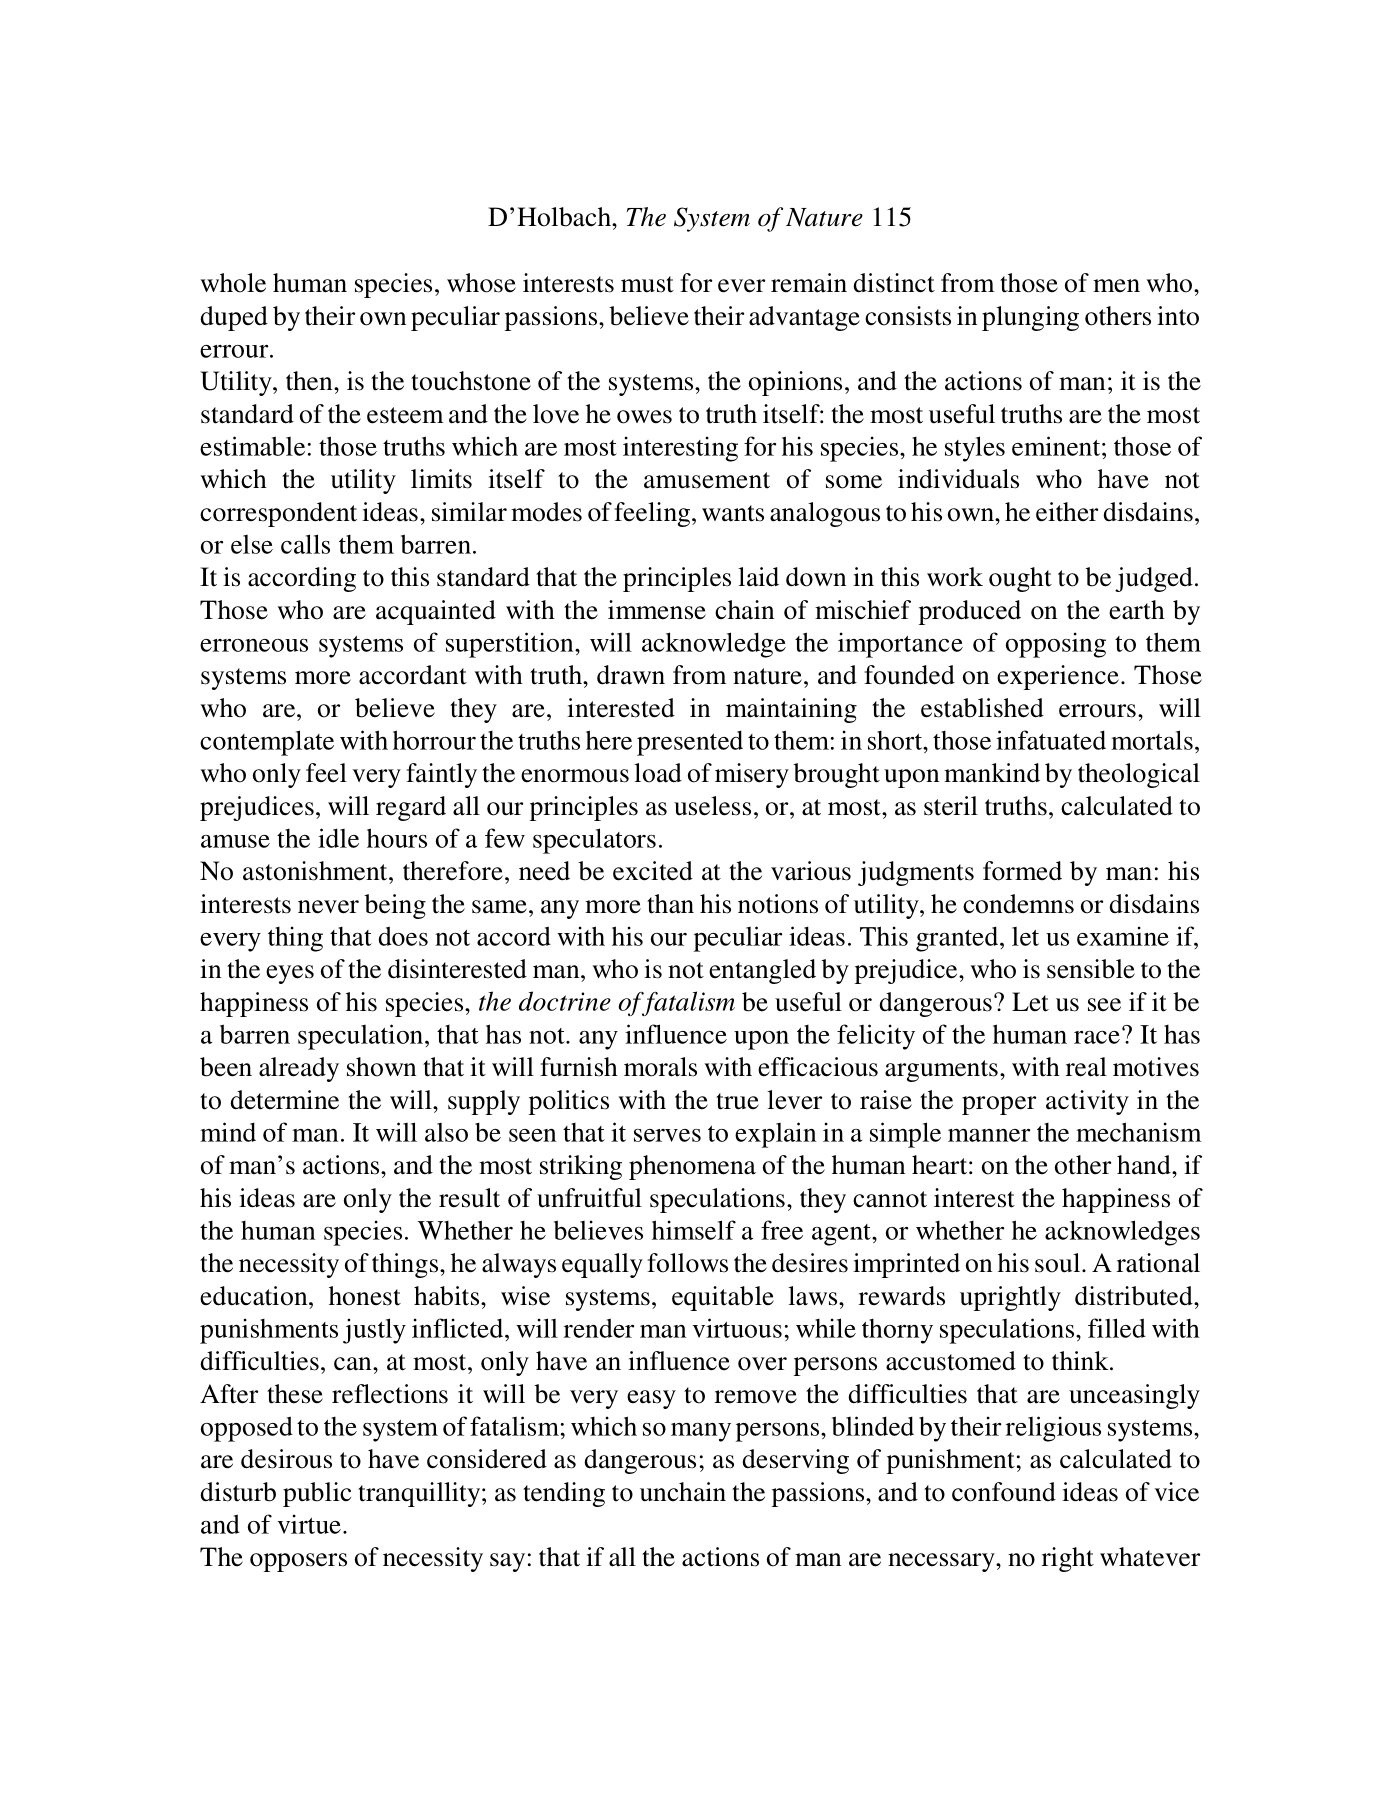 D’Holbach, The System of Nature 115
whole human species, whose interests must for ever remain distinct from those of men who,
duped by their own peculiar passions, believe their advantage consists in plunging others into
errour.
Utility, then, is the touchstone of the systems, the opinions, and the actions of man; it is the
standard of the esteem and the love he owes to truth itself: the most useful truths are the most
estimable: those truths which are most interesting for his species, he styles eminent; those of
which the utility limits itself to the amusement of some individuals who have not
correspondent ideas, similar modes of feeling, wants analogous to his own, he either disdains,
or else calls them barren.
It is according to this standard that the principles laid down in this work ought to be judged.
Those who are acquainted with the immense chain of mischief produced on the earth by
erroneous systems of superstition, will acknowledge the importance of opposing to them
systems more accordant with truth, drawn from nature, and founded on experience. Those
who are, or believe they are, interested in maintaining the established errours, will
contemplate with horrour the truths here presented to them: in short, those infatuated mortals,
who only feel very faintly the enormous load of misery brought upon mankind by theological
prejudices, will regard all our principles as useless, or, at most, as steril truths, calculated to
amuse the idle hours of a few speculators.
No astonishment, therefore, need be excited at the various judgments formed by man: his
interests never being the same, any more than his notions of utility, he condemns or disdains
every thing that does not accord with his our peculiar ideas. This granted, let us examine if,
in the eyes of the disinterested man, who is not entangled by prejudice, who is sensible to the
happiness of his species, the doctrine of fatalism be useful or dangerous? Let us see if it be
a barren speculation, that has not. any influence upon the felicity of the human race? It has
been already shown that it will furnish morals with efficacious arguments, with real motives
to determine the will, supply politics with the true lever to raise the proper activity in the
mind of man. It will also be seen that it serves to explain in a simple manner the mechanism
of man’s actions, and the most striking phenomena of the human heart: on the other hand, if
his ideas are only the result of unfruitful speculations, they cannot interest the happiness of
the human species. Whether he believes himself a free agent, or whether he acknowledges
the necessity of things, he always equally follows the desires imprinted on his soul. A rational
education, honest habits, wise systems, equitable laws, rewards uprightly distributed,
punishments justly inflicted, will render man virtuous; while thorny speculations, filled with
difficulties, can, at most, only have an influence over persons accustomed to think.
After these reflections it will be very easy to remove the difficulties that are unceasingly
opposed to the system of fatalism; which so many persons, blinded by their religious systems,
are desirous to have considered as dangerous; as deserving of punishment; as calculated to
disturb public tranquillity; as tending to unchain the passions, and to confound ideas of vice
and of virtue.
The opposers of necessity say: that if all the actions of man are necessary, no right whatever